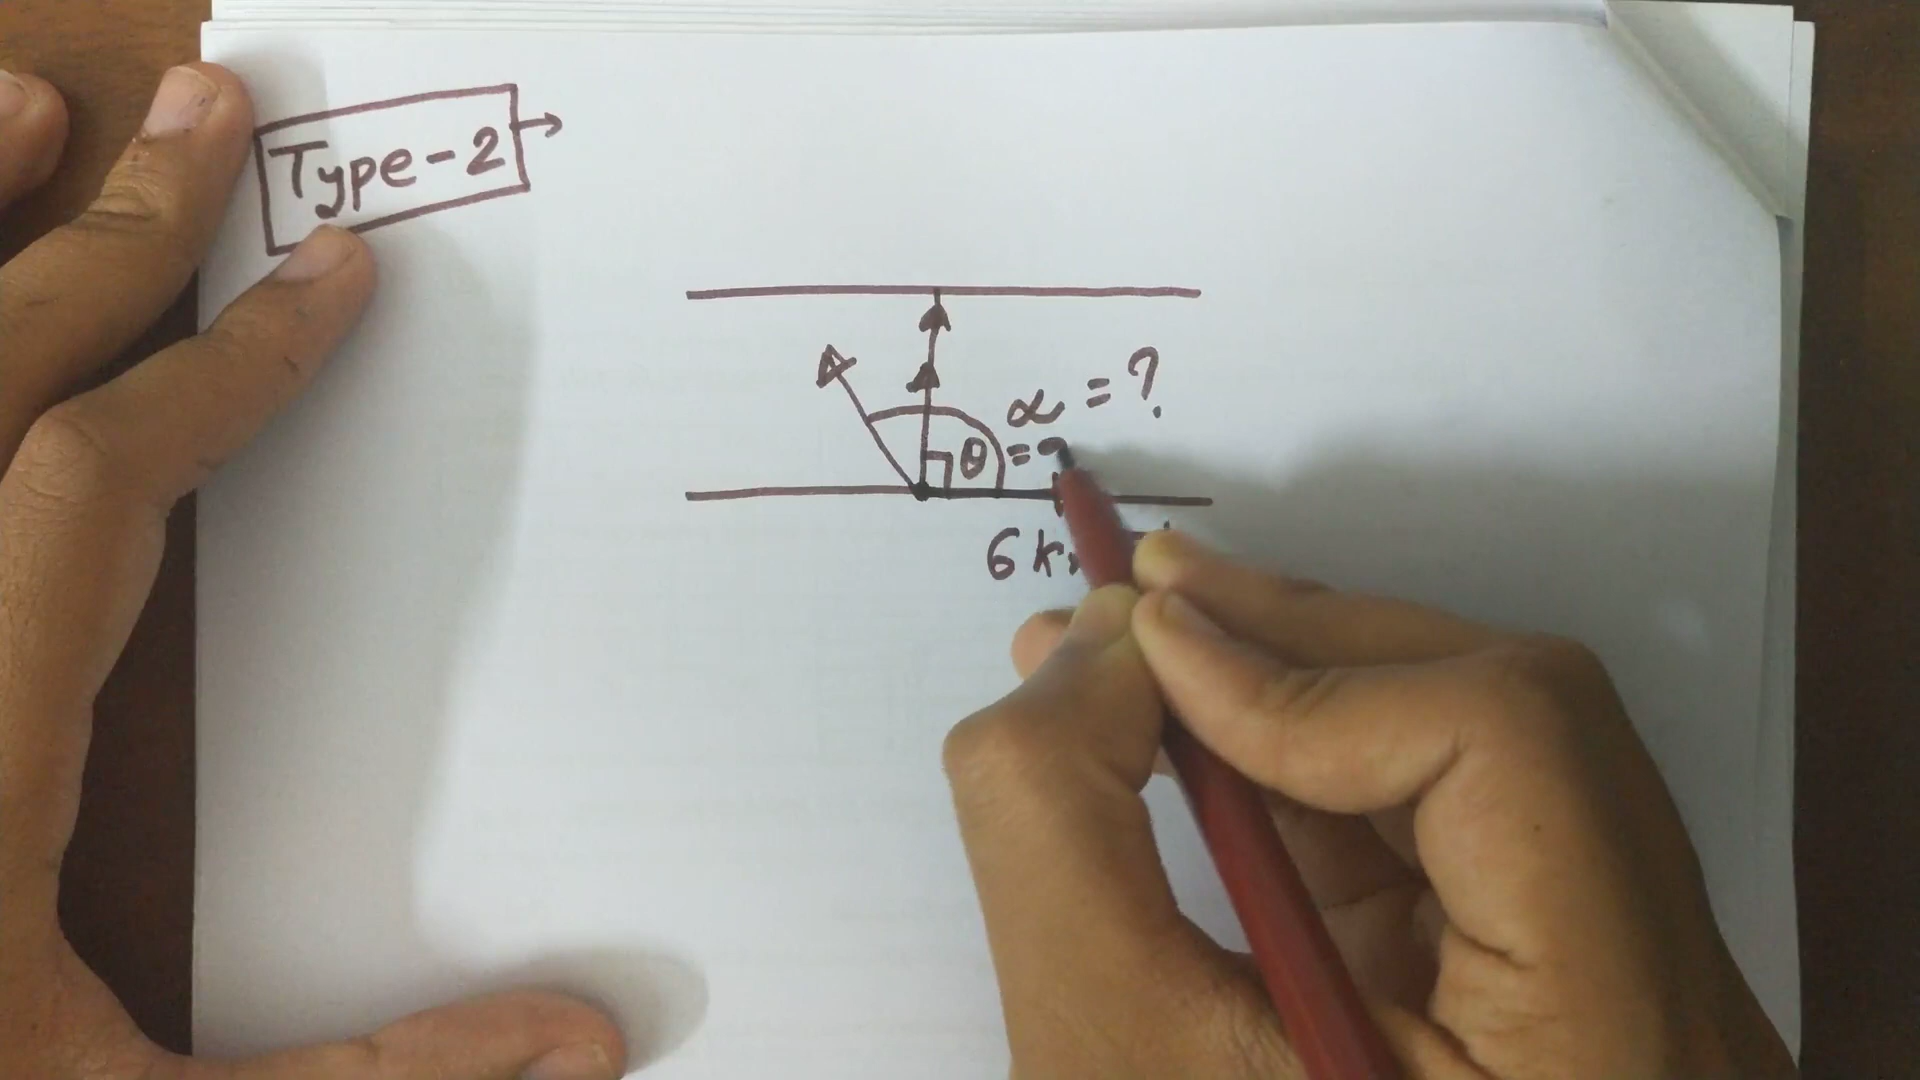 Type-2
α = ?
θ =
6